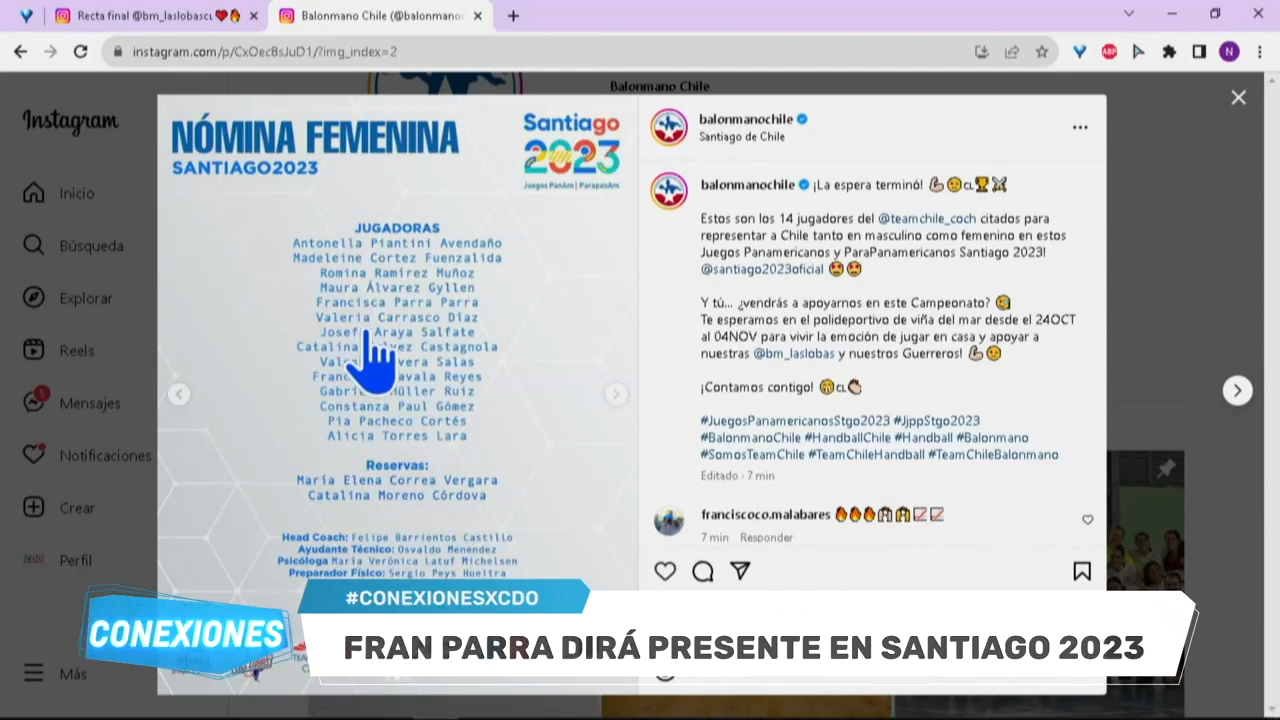 Recta final @bm_laslobascu❤️🔥
Balonmano Chile (@balonmano
instagram.com/p/CxOec8sJuD1/?img_index=2
ABP
N
Instagram
Inicio
Búsqueda
Explorar
Reels
Mensajes
Notificaciones
Crear
Perfil
Más
Balonmano Chile
NÓMINA FEMENINA
SANTIAGO2023
Santiago
2023
Juegos PanAm | ParapanAm
JUGADORAS
Antonella Piantini Avendaño
Madeleine Cortez Fuenzalida
Romina Ramírez Muñoz
Maura Álvarez Gyllen
Francisca Parra Parra
Valeria Carrasco Díaz
Josef Araya Salfate
Catalina Castagnola
Salas
Reyes
Müller Ruiz
Constanza Paul Gómez
Pia Pacheco Cortés
Alicia Torres Lara
Reservas:
María Elena Correa Vergara
Catalina Moreno Córdova
Head Coach: Felipe Barrientos Castillo
Ayudante Técnico: Osvaldo Menendez
Psicóloga María Verónica Latuf Michelsen
Preparador Físico: Sergio Peys Hueitra
balonmanochile
Santiago de Chile
balonmanochile ¡La espera terminó! 💪🫡🇨🇱🏆⚔️
Estos son los 14 jugadores del @teamchile_coch citados para
representar a Chile tanto en masculino como femenino en estos
Juegos Panamericanos y ParaPanamericanos Santiago 2023!
@santiago2023oficial
Y tú... ¿vendrás a apoyarnos en este Campeonato?
Te esperamos en el polideportivo de viña del mar desde el 24OCT
al 04NOV para vivir la emoción de jugar en casa y apoyar a
nuestras @bm_laslobas y nuestros Guerreros!
¡Contamos contigo!
#JuegosPanamericanosStgo2023 #JjppStgo2023
#BalonmanoChile #HandballChile #Handball #Balonmano
#SomosTeamChile #TeamChileHandball #TeamChileBalonmano
Editado · 7 min
franciscoco.malabares
7 min Responder
#CONEXIONESXCDO
CONEXIONES
FRAN PARRA DIRÁ PRESENTE EN SANTIAGO 2023